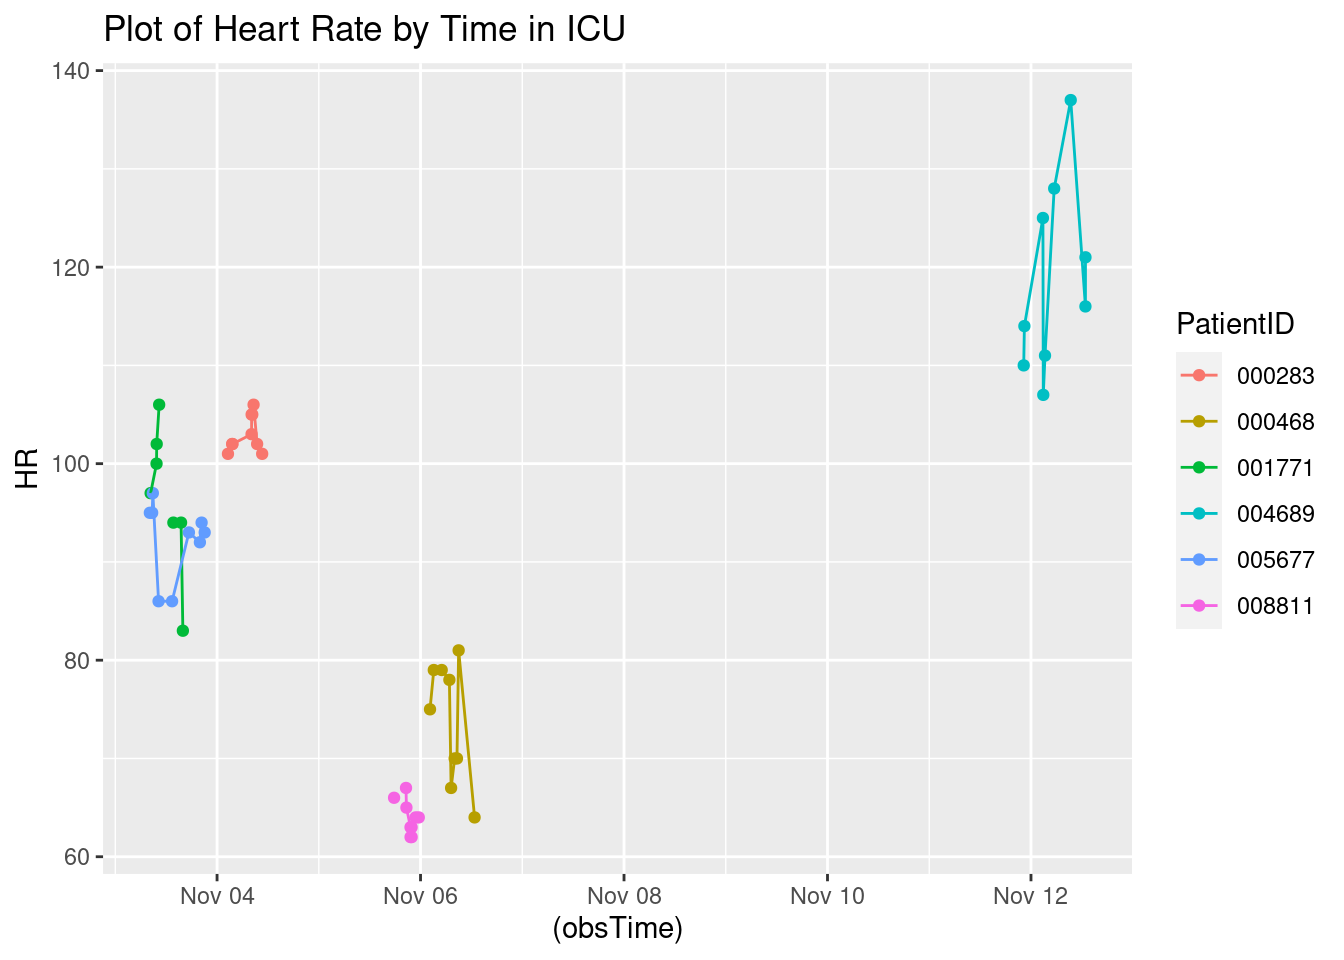 Plot of Heart Rate by Time in ICU
140
120
100
80
60
HR
Nov 04
Nov 06
Nov 08
Nov 10
Nov 12
(obsTime)
PatientID
000283
000468
001771
004689
005677
008811